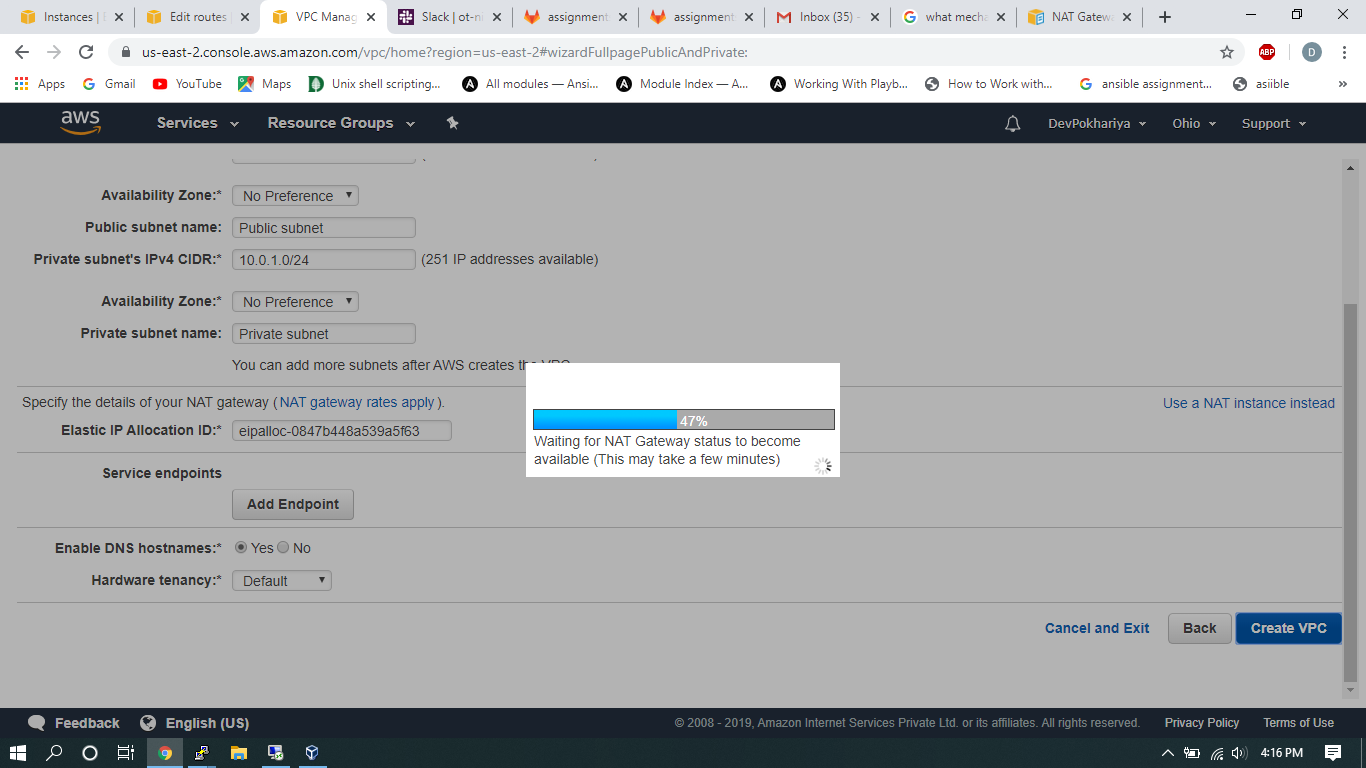 Instances | E
Edit routes |
VPC Manag
Slack | ot-ni
assignment
assignment
Inbox (35) -
what mecha
NAT Gatewa
us-east-2.console.aws.amazon.com/vpc/home?region=us-east-2#wizardFullpagePublicAndPrivate:
ABP
D
Apps
Gmail
YouTube
Maps
Unix shell scripting...
All modules — Ansi...
Module Index — A...
Working With Playb...
How to Work with...
ansible assignment...
asiible
»
aws
Services
Resource Groups
DevPokhariya
Ohio
Support
Availability Zone:* No Preference
Public subnet name: Public subnet
Private subnet's IPv4 CIDR:* 10.0.1.0/24 (251 IP addresses available)
Availability Zone:* No Preference
Private subnet name: Private subnet
You can add more subnets after AWS creates the VPC
Specify the details of your NAT gateway (NAT gateway rates apply). Use a NAT instance instead
Elastic IP Allocation ID:* eipalloc-0847b448a539a5f63
47%
Waiting for NAT Gateway status to become
available (This may take a few minutes)
Service endpoints
Add Endpoint
Enable DNS hostnames:* Yes No
Hardware tenancy:* Default
Cancel and Exit Back Create VPC
Feedback English (US) © 2008 - 2019, Amazon Internet Services Private Ltd. or its affiliates. All rights reserved. Privacy Policy Terms of Use
4:16 PM